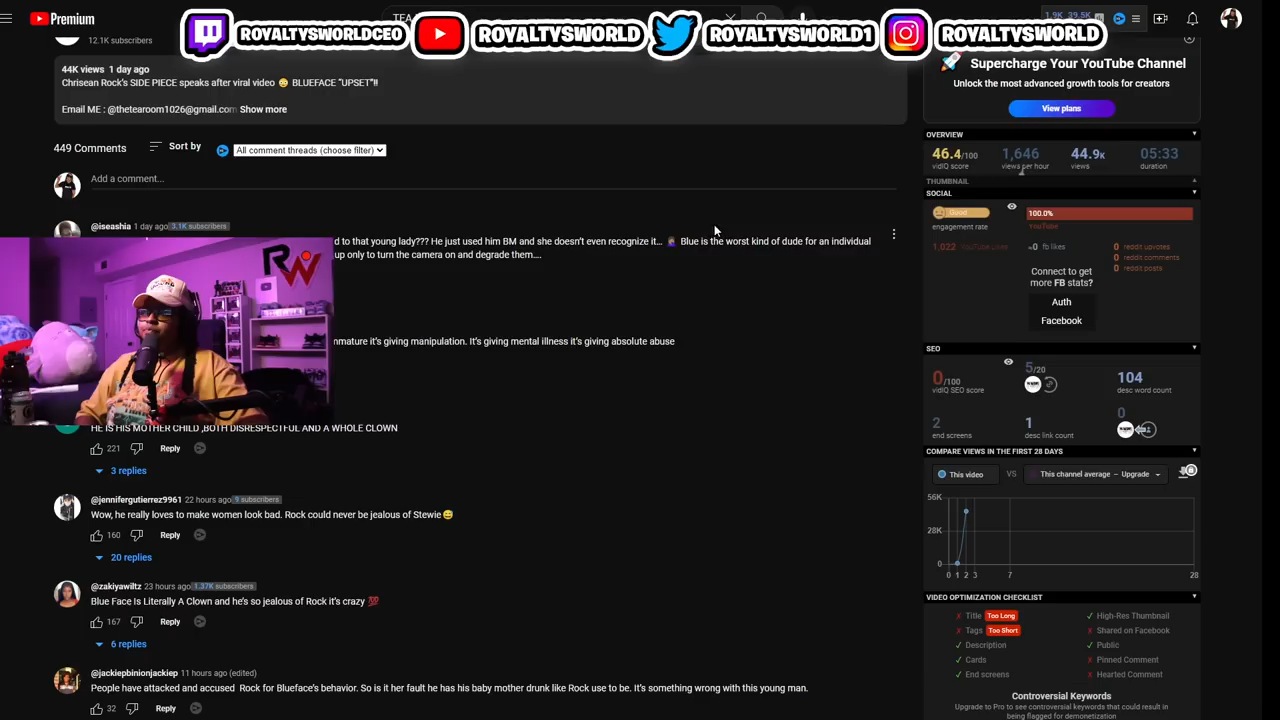 Premium
TEA
1.9K 39.5K
ROYALTYSWORLDCEO
ROYALTYSWORLD
ROYALTYSWORLD1
ROYALTYSWORLD
12.1K subscribers
44K views 1 day ago
Chrisean Rock's SIDE PIECE speaks after viral video 😳 BLUEFACE "UPSET"!!
Email ME : @thetearoom1026@gmail.com Show more
449 Comments
Sort by
All comment threads (choose filter)
Add a comment...
@iseashia 1 day ago 3.1K subscribers
d to that young lady??? He just used him BM and she doesn't even recognize it... 🤦🏾‍♀️ Blue is the worst kind of dude for an individual
up only to turn the camera on and degrade them....
RW
mmature it's giving manipulation. It's giving mental illness it's giving absolute abuse
HE IS HIS MOTHER CHILD ,BOTH DISRESPECTFUL AND A WHOLE CLOWN
221 Reply
3 replies
@jennifergutierrez9961 22 hours ago 9 subscribers
Wow, he really loves to make women look bad. Rock could never be jealous of Stewie😅
160 Reply
20 replies
@zakiyawiltz 23 hours ago 1.37K subscribers
Blue Face Is Literally A Clown and he's so jealous of Rock it's crazy 💯
167 Reply
6 replies
@jackiepbinionjackiep 11 hours ago (edited)
People have attacked and accused Rock for Blueface's behavior. So is it her fault he has his baby mother drunk like Rock use to be. It's something wrong with this young man.
32 Reply
Supercharge Your YouTube Channel
Unlock the most advanced growth tools for creators
View plans
OVERVIEW
46.4/100 1,646 44.9K 05:33
vidIQ score views per hour views duration
THUMBNAIL
SOCIAL
Good 100.0%
engagement rate YouTube
1,022 YouTube Likes 0 fb likes 0 reddit upvotes
0 reddit comments
0 reddit posts
Connect to get
more FB stats?
Auth
Facebook
SEO
0/100 5/20 104
vidIQ SEO score desc word count
2 1 0
end screens desc link count
COMPARE VIEWS IN THE FIRST 28 DAYS
This video VS This channel average – Upgrade
56K
28K
0
0 1 2 3 7 28
VIDEO OPTIMIZATION CHECKLIST
Title Too Long High-Res Thumbnail
Tags Too Short Shared on Facebook
Description Public
Cards Pinned Comment
End screens Hearted Comment
Controversial Keywords
Upgrade to Pro to see controversial keywords that could result in
being flagged for demonetization